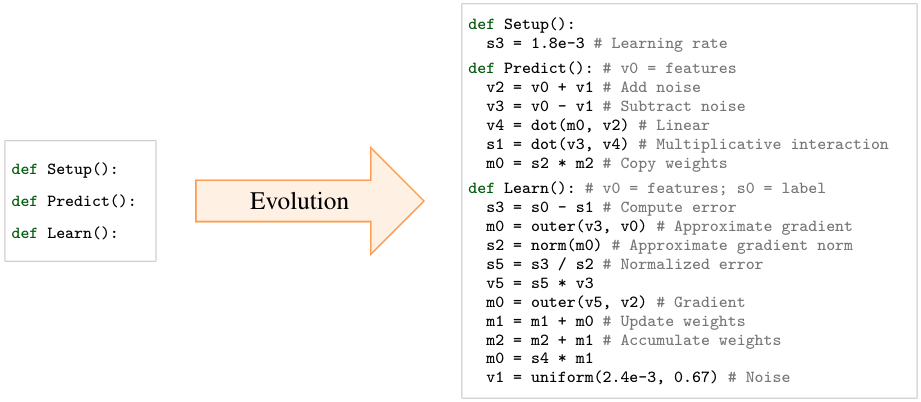 def Setup():
def Predict():
def Learn():
Evolution
def Setup():
  s3 = 1.8e-3 # Learning rate
def Predict(): # v0 = features
  v2 = v0 + v1 # Add noise
  v3 = v0 - v1 # Subtract noise
  v4 = dot(m0, v2) # Linear
  s1 = dot(v3, v4) # Multiplicative interaction
  m0 = s2 * m2 # Copy weights
def Learn(): # v0 = features; s0 = label
  s3 = s0 - s1 # Compute error
  m0 = outer(v3, v0) # Approximate gradient
  s2 = norm(m0) # Approximate gradient norm
  s5 = s3 / s2 # Normalized error
  v5 = s5 * v3
  m0 = outer(v5, v2) # Gradient
  m1 = m1 + m0 # Update weights
  m2 = m2 + m1 # Accumulate weights
  m0 = s4 * m1
  v1 = uniform(2.4e-3, 0.67) # Noise